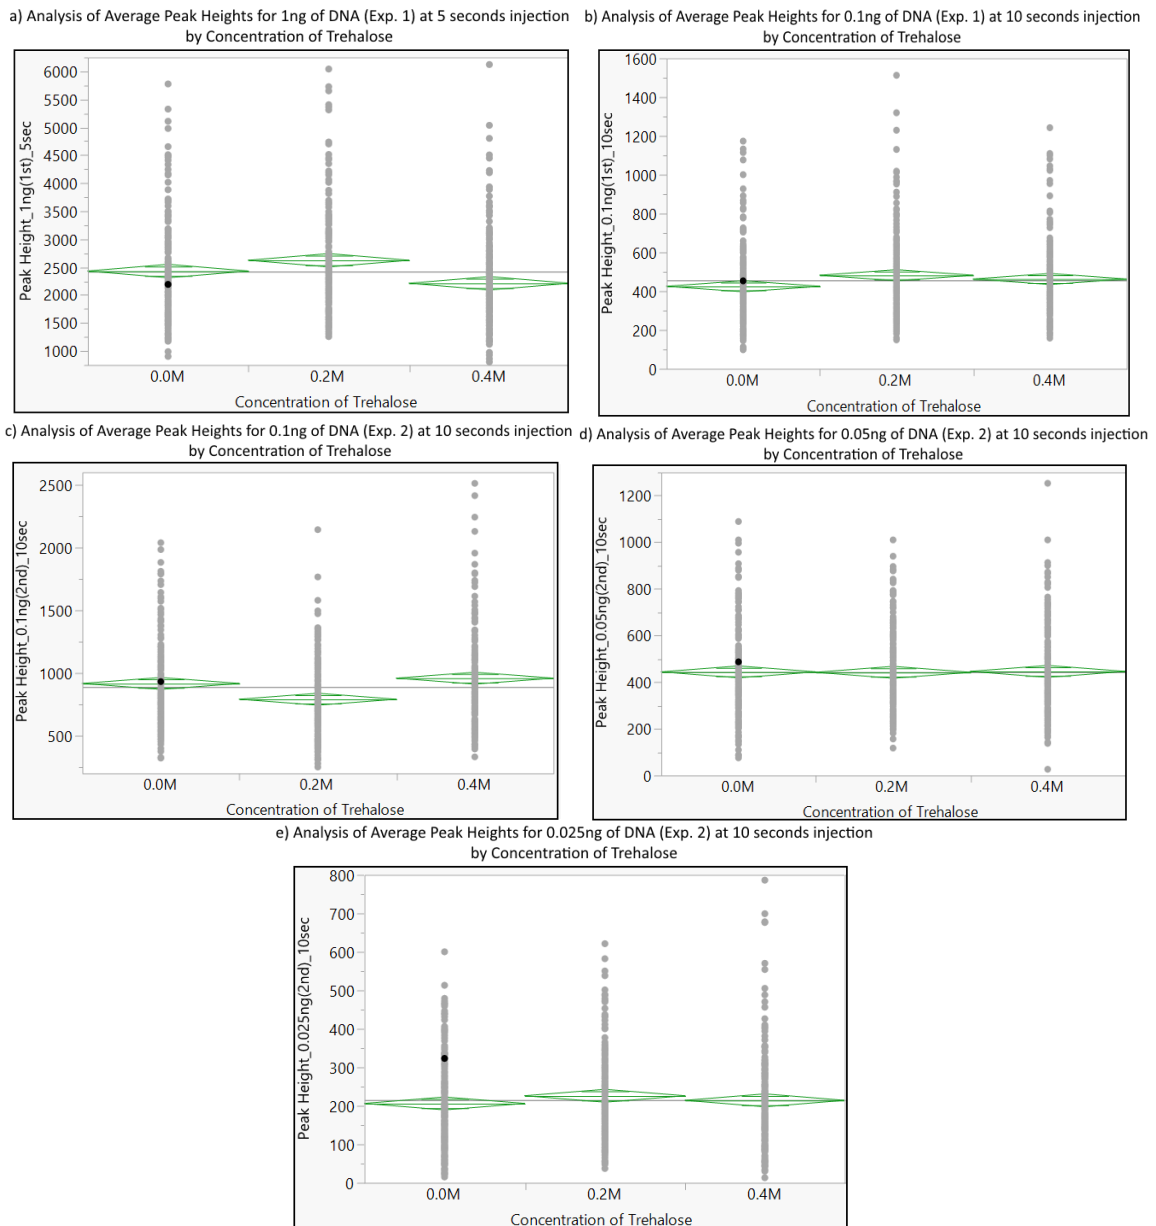 a) Analysis of Average Peak Heights for 1ng of DNA (Exp. 1) at 5 seconds injection
by Concentration of Trehalose
Peak Height_1ng(1st)_5sec
6000
5500
5000
4500
4000
3500
3000
2500
2000
1500
1000
0.0M 0.2M 0.4M
Concentration of Trehalose
b) Analysis of Average Peak Heights for 0.1ng of DNA (Exp. 1) at 10 seconds injection
by Concentration of Trehalose
Peak Height_0.1ng(1st)_10sec
1600
1400
1200
1000
800
600
400
200
0
0.0M 0.2M 0.4M
Concentration of Trehalose
c) Analysis of Average Peak Heights for 0.1ng of DNA (Exp. 2) at 10 seconds injection
by Concentration of Trehalose
Peak Height_0.1ng(2nd)_10sec
2500
2000
1500
1000
500
0.0M 0.2M 0.4M
Concentration of Trehalose
d) Analysis of Average Peak Heights for 0.05ng of DNA (Exp. 2) at 10 seconds injection
by Concentration of Trehalose
Peak Height_0.05ng(2nd)_10sec
1200
1000
800
600
400
200
0
0.0M 0.2M 0.4M
Concentration of Trehalose
e) Analysis of Average Peak Heights for 0.025ng of DNA (Exp. 2) at 10 seconds injection
by Concentration of Trehalose
Peak Height_0.025ng(2nd)_10sec
800
700
600
500
400
300
200
100
0
0.0M 0.2M 0.4M
Concentration of Trehalose